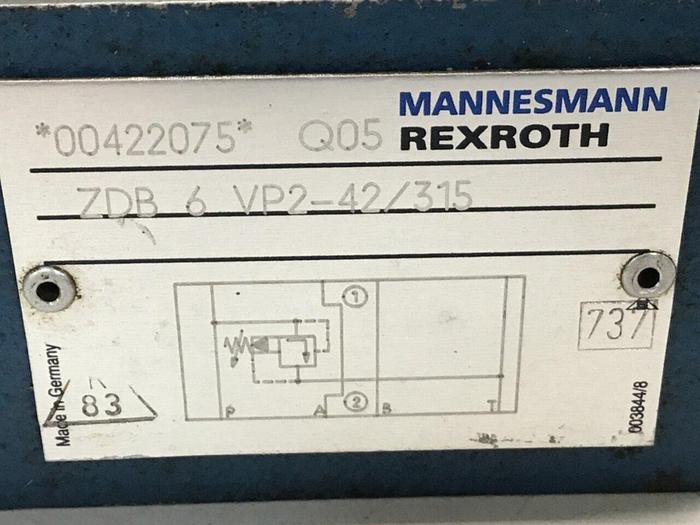 *00422075* Q05 MANNESMANN
REXROTH
ZDB 6 VP2-42/315
1
737
Made in Germany
83
2
P A B T
003844/8